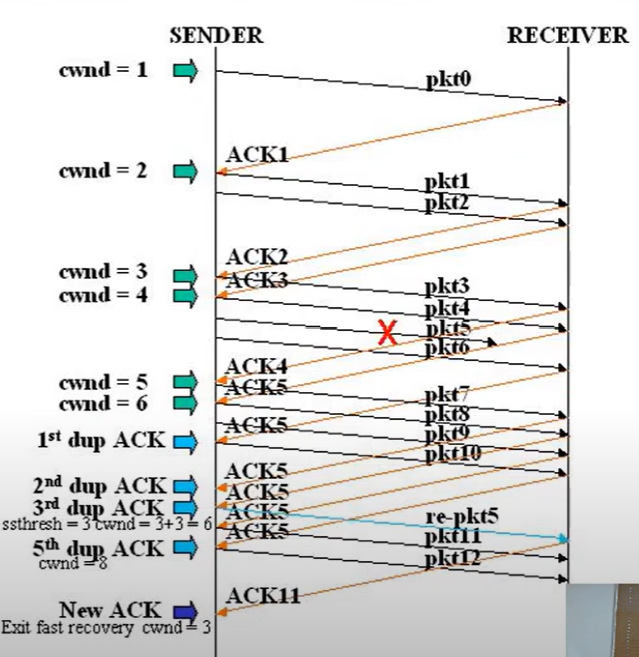 SENDER RECEIVER
cwnd = 1
pkt0
ACK1
cwnd = 2
pkt1
pkt2
ACK2
cwnd = 3
ACK3
pkt3
cwnd = 4
pkt4
X pkt5
pkt6
ACK4
cwnd = 5
ACK5
pkt7
cwnd = 6
pkt8
ACK5
pkt9
1st dup ACK
pkt10
ACK5
2nd dup ACK
ACK5
3rd dup ACK
ACK5
re-pkt5
ssthresh = 3 cwnd = 3+3 = 6
ACK5
pkt11
5th dup ACK
cwnd = 8
pkt12
ACK11
New ACK
Exit fast recovery cwnd = 3